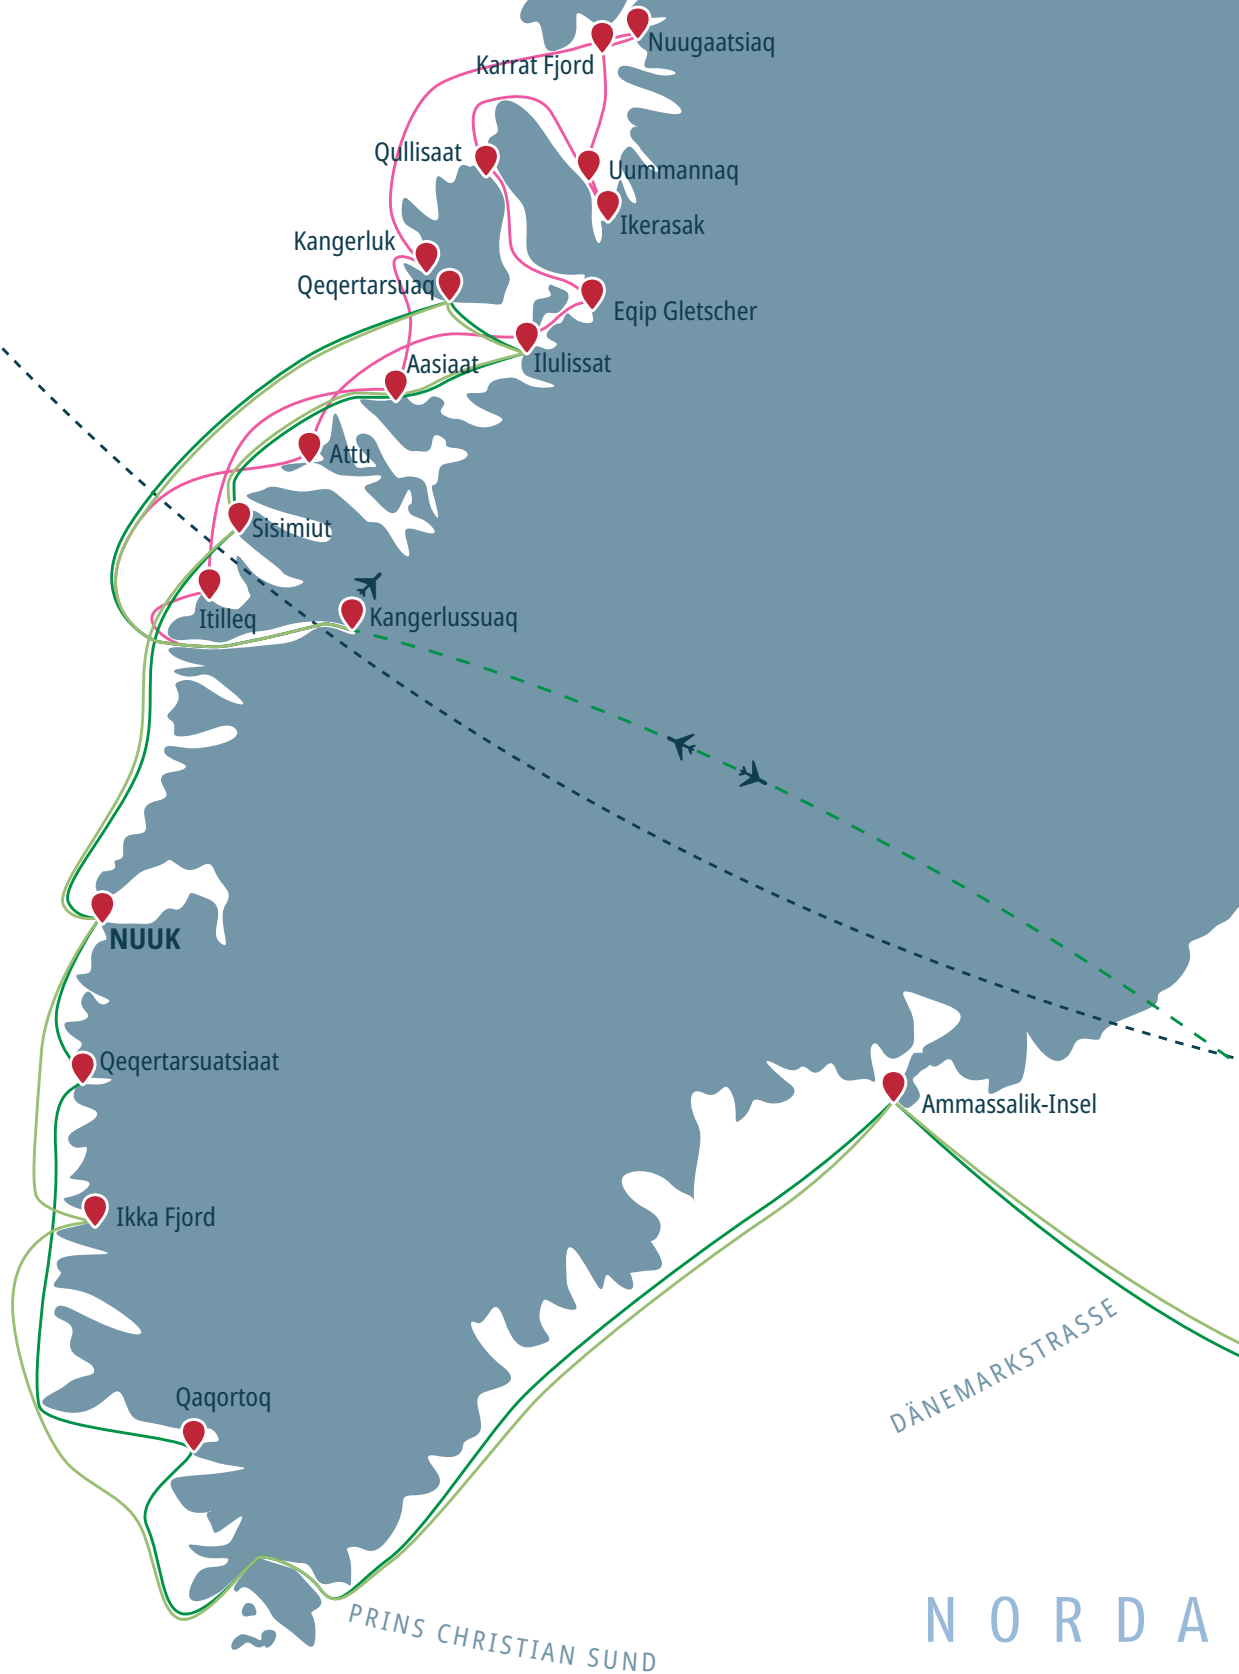 Nuugaatsiaq
Karrat Fjord
Qullisaat
Uummannaq
Ikerasak
Kangerluk
Qeqertarsuaq
Eqip Gletscher
Ilulissat
Aasiaat
Attu
Sisimiut
Itilleq
Kangerlussuaq
NUUK
Qeqertarsuatsiaat
Ammassalik-Insel
Ikka Fjord
DÄNEMARKSTRASSE
Qaqortoq
PRINS CHRISTIAN SUND
NORDA